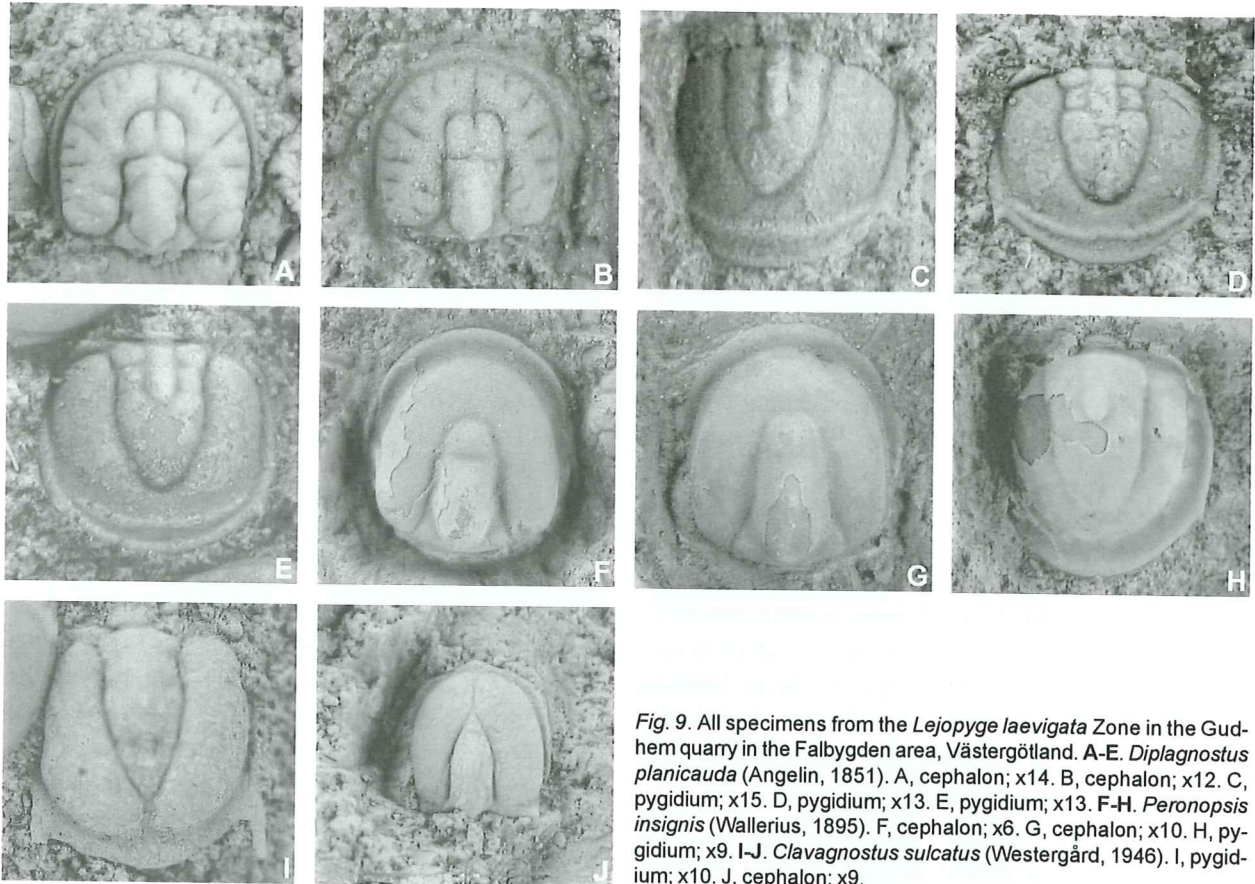 A
B
C
D
E
F
G
H
I
J
Fig. 9. All specimens from the Lejopyge laevigata Zone in the Gud-
hem quarry in the Falbygden area, Västergötland. A-E. Diplagnostus
planicauda (Angelin, 1851). A, cephalon; x14. B, cephalon; x12. C,
pygidium; x15. D, pygidium; x13. E, pygidium; x13. F-H. Peronopsis
insignis (Wallerius, 1895). F, cephalon; x6. G, cephalon; x10. H, py-
gidium; x9. I-J. Clavagnostus sulcatus (Westergård, 1946). I, pygid-
ium; x10. J, cephalon; x9.